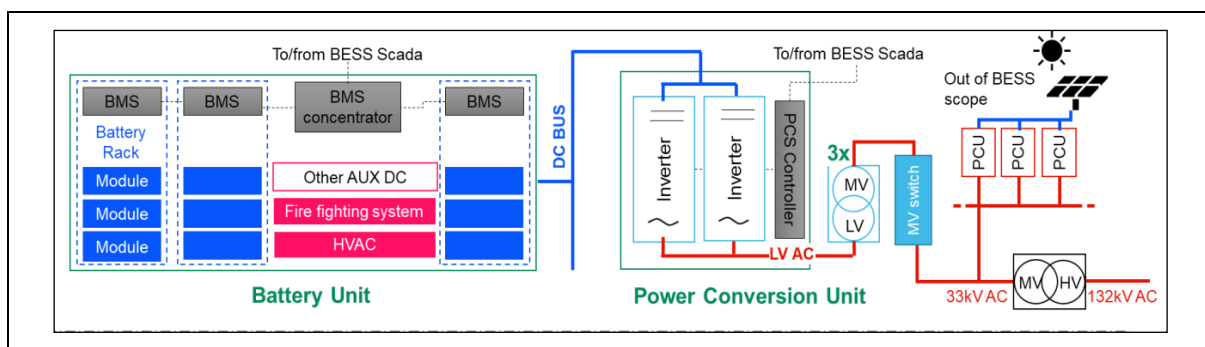 To/from BESS Scada
BMS
BMS
BMS
concentrator
BMS
Battery
Rack
Module
Module
Module
Other AUX DC
Fire fighting system
HVAC
Battery Unit
DC BUS
To/from BESS Scada
Inverter
Inverter
PCS Controller
LV AC
Power Conversion Unit
3x
MV
LV
MV switch
Out of BESS
scope
PCU
PCU
PCU
33kV AC
MV
HV
132kV AC